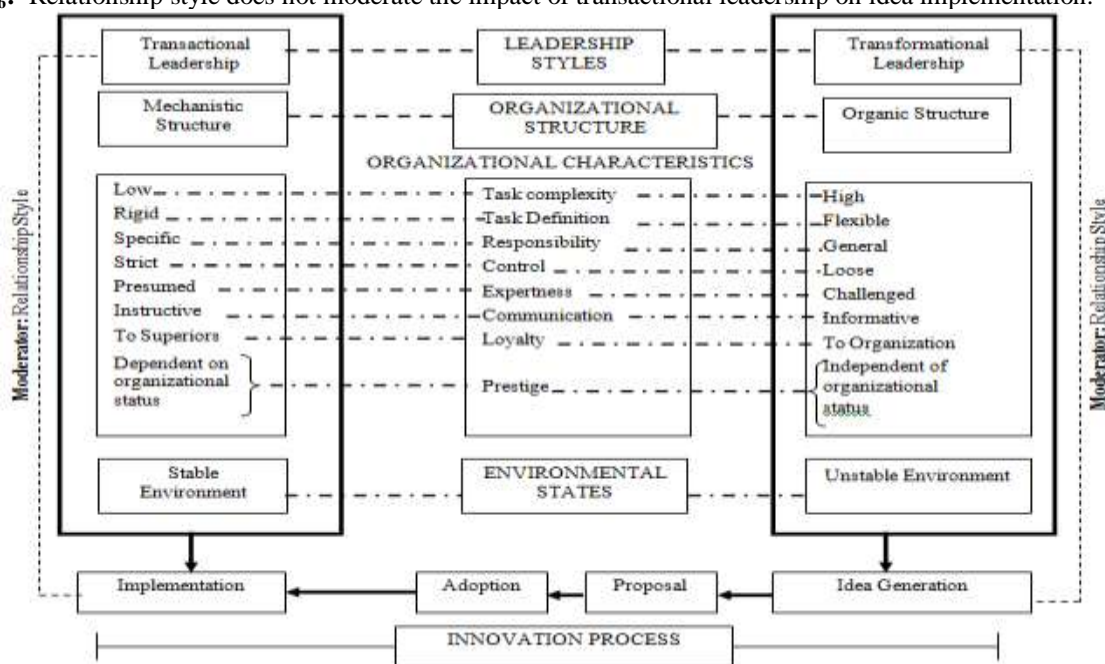 6: Relationship style does not moderate the impact of transactional leadership on idea implementation.
Transactional
Leadership
LEADERSHIP
STYLES
Transformational
Leadership
Mechanistic
Structure
ORGANIZATIONAL
STRUCTURE
Organic Structure
ORGANIZATIONAL CHARACTERISTICS
Low Task complexity High
Rigid Task Definition Flexible
Specific Responsibility General
Strict Control Loose
Presumed Expertness Challenged
Instructive Communication Informative
To Superiors Loyalty To Organization
Dependent on
organizational
status
Prestige
Independent of
organizational
status
Moderator: Relationship Style
Moderator: Relationship Style
Stable
Environment
ENVIRONMENTAL
STATES
Unstable Environment
Implementation Adoption Proposal Idea Generation
INNOVATION PROCESS